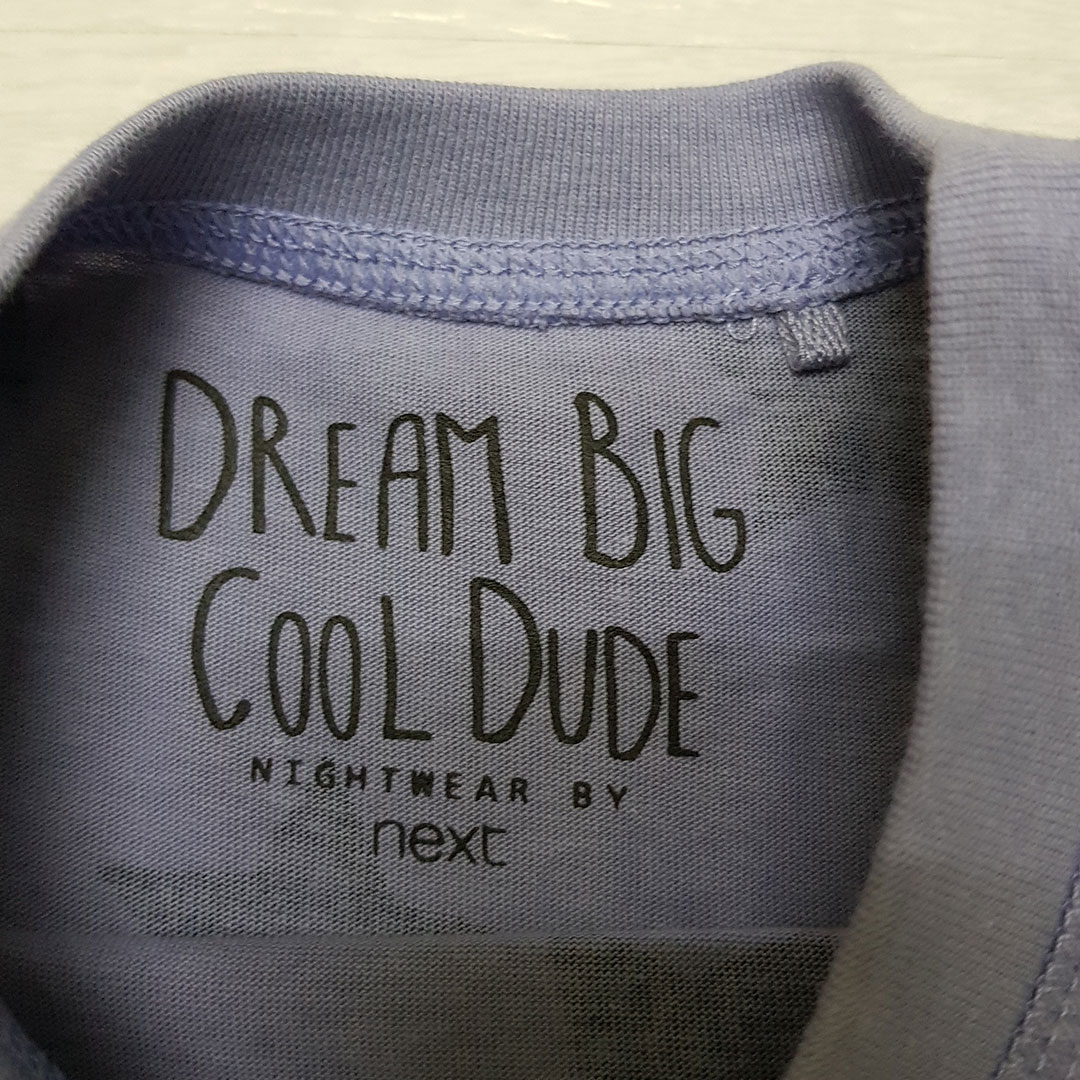 DREAM BIG
COOL DUDE
NIGHTWEAR BY
next